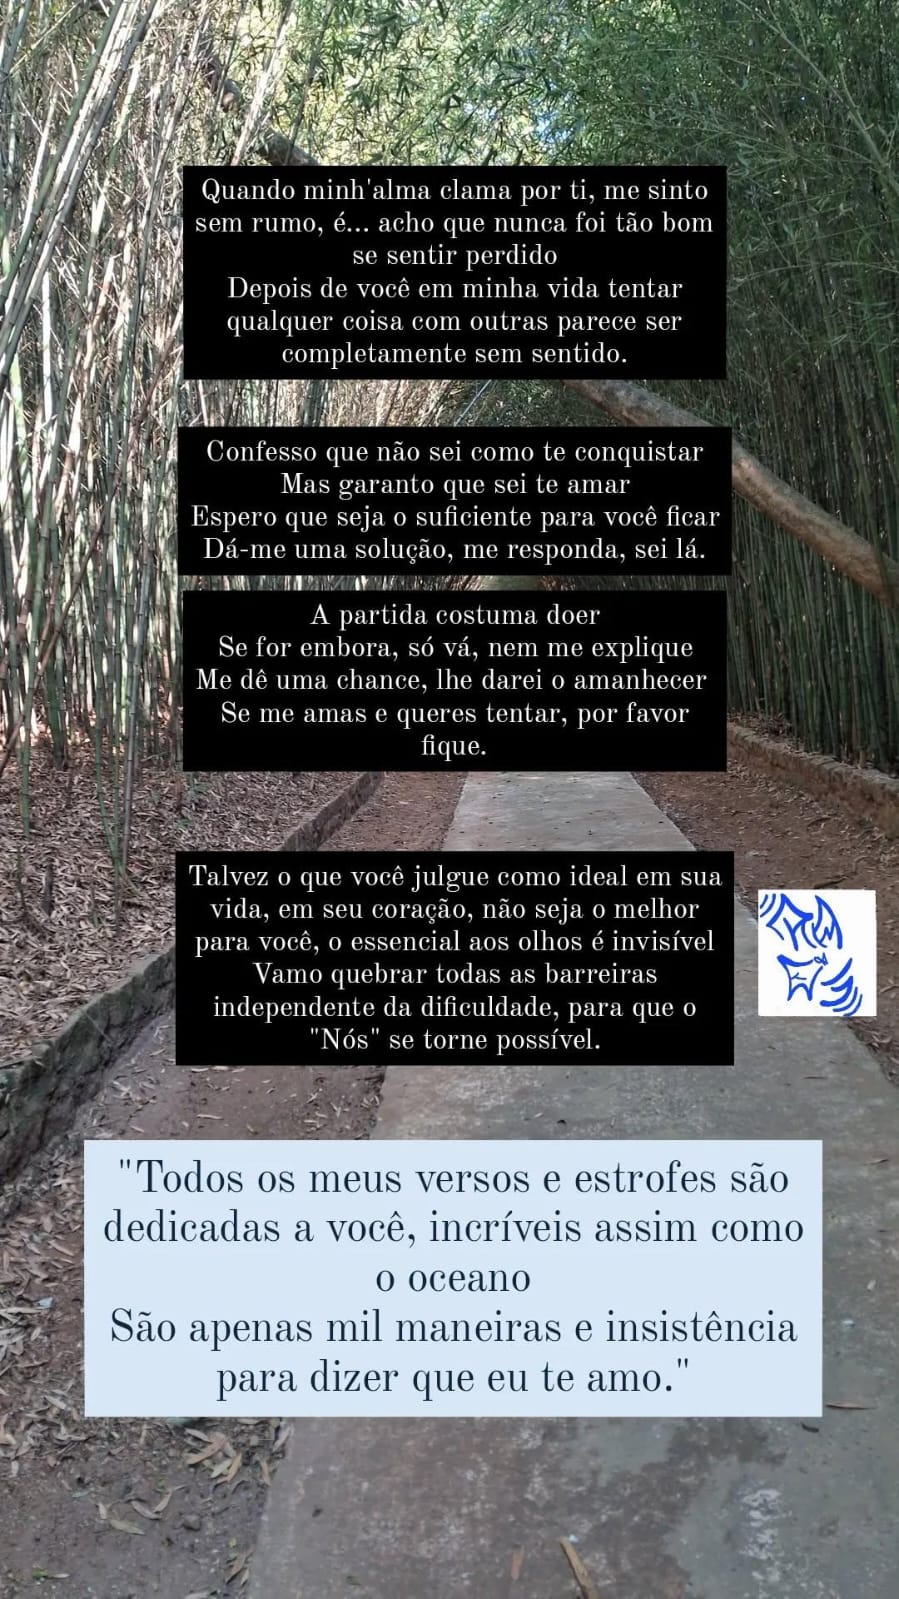 Quando minh'alma clama por ti, me sinto
sem rumo, é... acho que nunca foi tão bom
se sentir perdido
Depois de você em minha vida tentar
qualquer coisa com outras parece ser
completamente sem sentido.
Confesso que não sei como te conquistar
Mas garanto que sei te amar
Espero que seja o suficiente para você ficar
Dá-me uma solução, me responda, sei lá.
A partida costuma doer
Se for embora, só vá, nem me explique
Me dê uma chance, lhe darei o amanhecer
Se me amas e queres tentar, por favor
fique.
Talvez o que você julgue como ideal em sua
vida, em seu coração, não seja o melhor
para você, o essencial aos olhos é invisível
Vamo quebrar todas as barreiras
independente da dificuldade, para que o
"Nós" se torne possível.
"Todos os meus versos e estrofes são
dedicadas a você, incríveis assim como
o oceano
São apenas mil maneiras e insistência
para dizer que eu te amo."